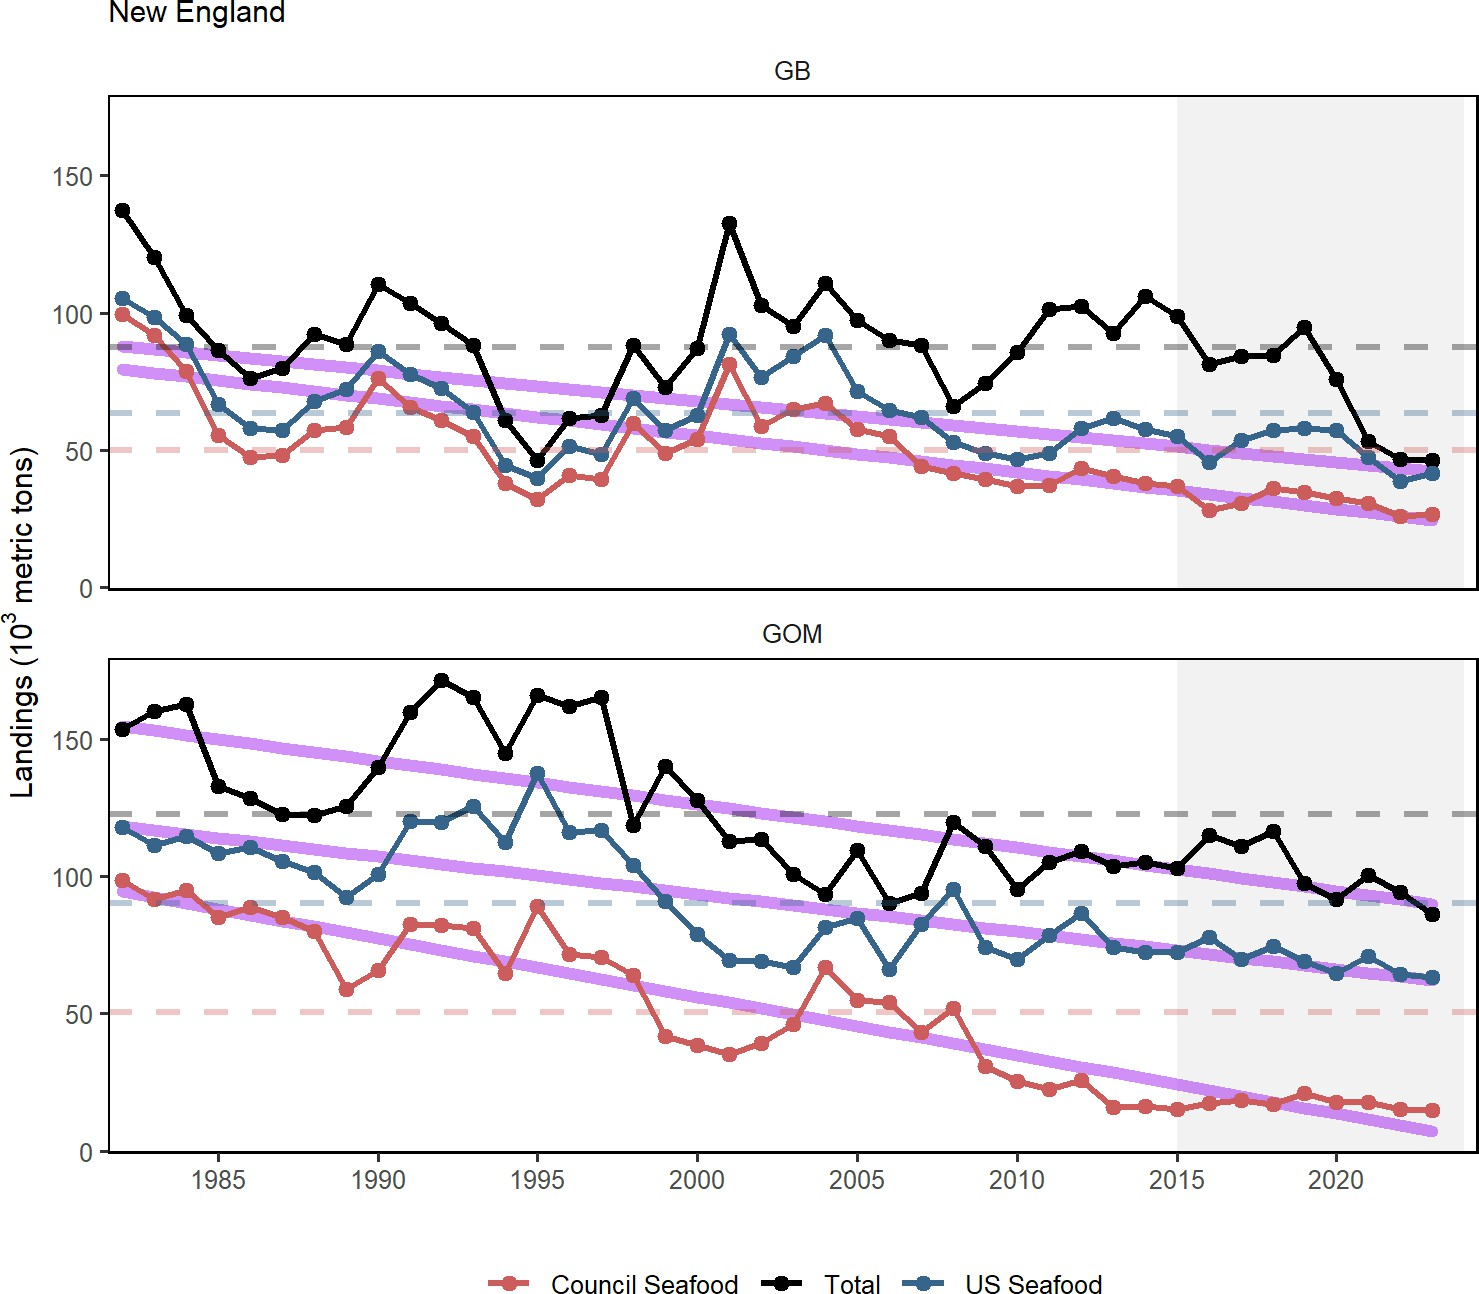 New England
GB
150
100
50
0
Landings (10³ metric tons)
GOM
150
100
50
0
1985 1990 1995 2000 2005 2010 2015 2020
Council Seafood Total US Seafood